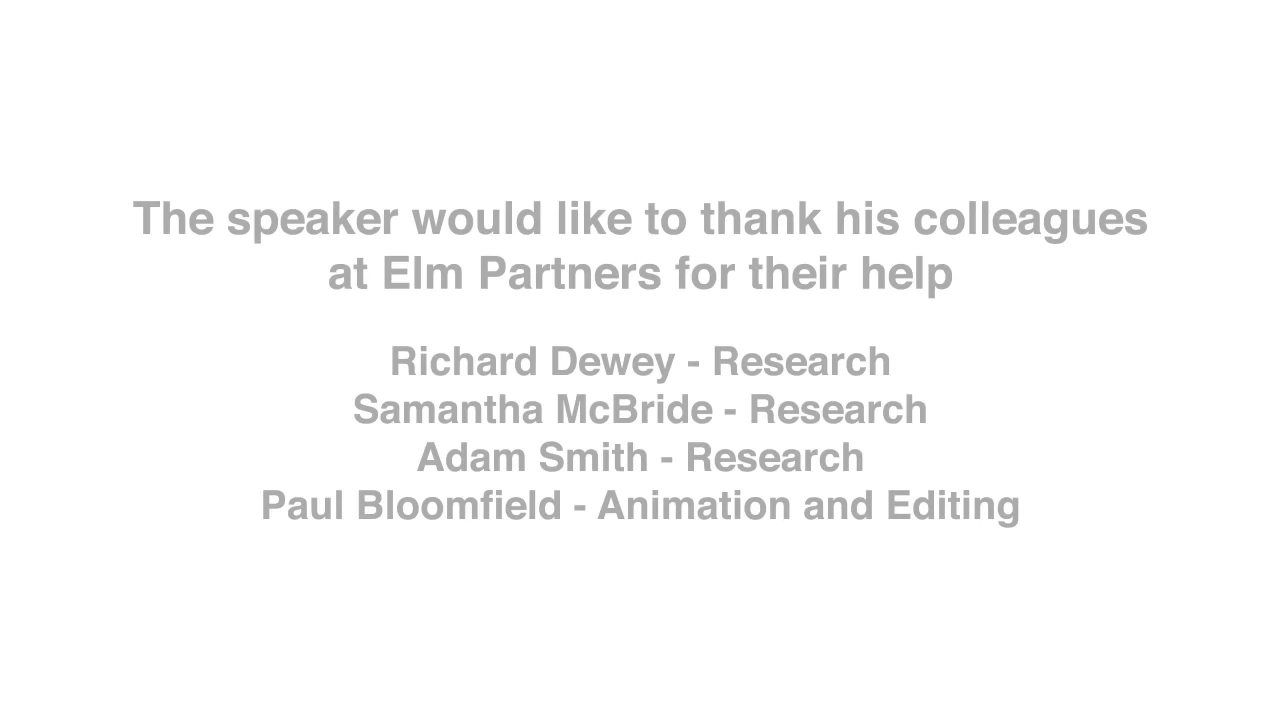 The speaker would like to thank his colleagues
at Elm Partners for their help
Richard Dewey - Research
Samantha McBride - Research
Adam Smith - Research
Paul Bloomfield - Animation and Editing